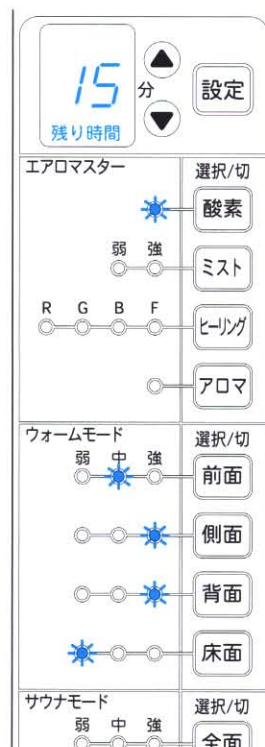 15 分
設定
残り時間
エアロマスター 選択/切
酸素
弱 強
ミスト
R G B F
ヒーリング
アロマ
ウォームモード 選択/切
弱 中 強
前面
側面
背面
床面
サウナモード 選択/切
弱 中 強
全面